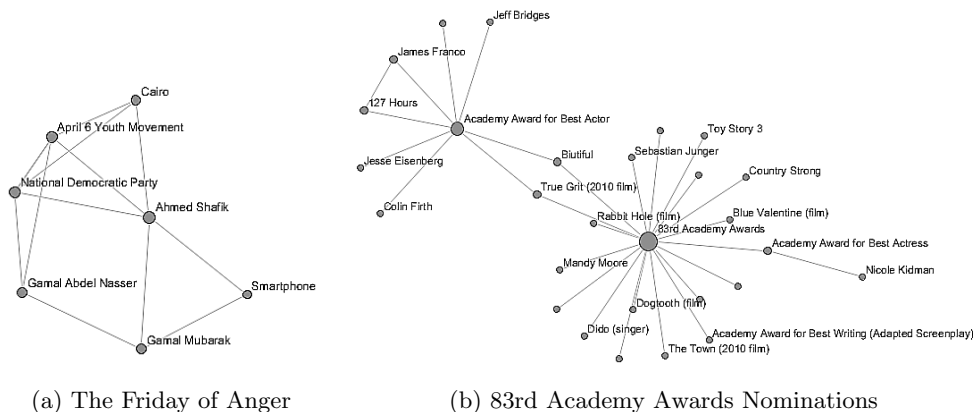 Cairo
April 6 Youth Movement
National Democratic Party
Ahmed Shafik
Gamal Abdel Nasser
Smartphone
Gamal Mubarak
(a) The Friday of Anger
Jeff Bridges
James Franco
127 Hours
Academy Award for Best Actor
Jesse Eisenberg
Biutiful
Colin Firth
True Grit (2010 film)
Toy Story 3
Sebastian Junger
Country Strong
Rabbit Hole (film)
Blue Valentine (film)
83rd Academy Awards
Academy Award for Best Actress
Mandy Moore
Nicole Kidman
Dogtooth (film)
Dido (singer)
Academy Award for Best Writing (Adapted Screenplay)
The Town (2010 film)
(b) 83rd Academy Awards Nominations